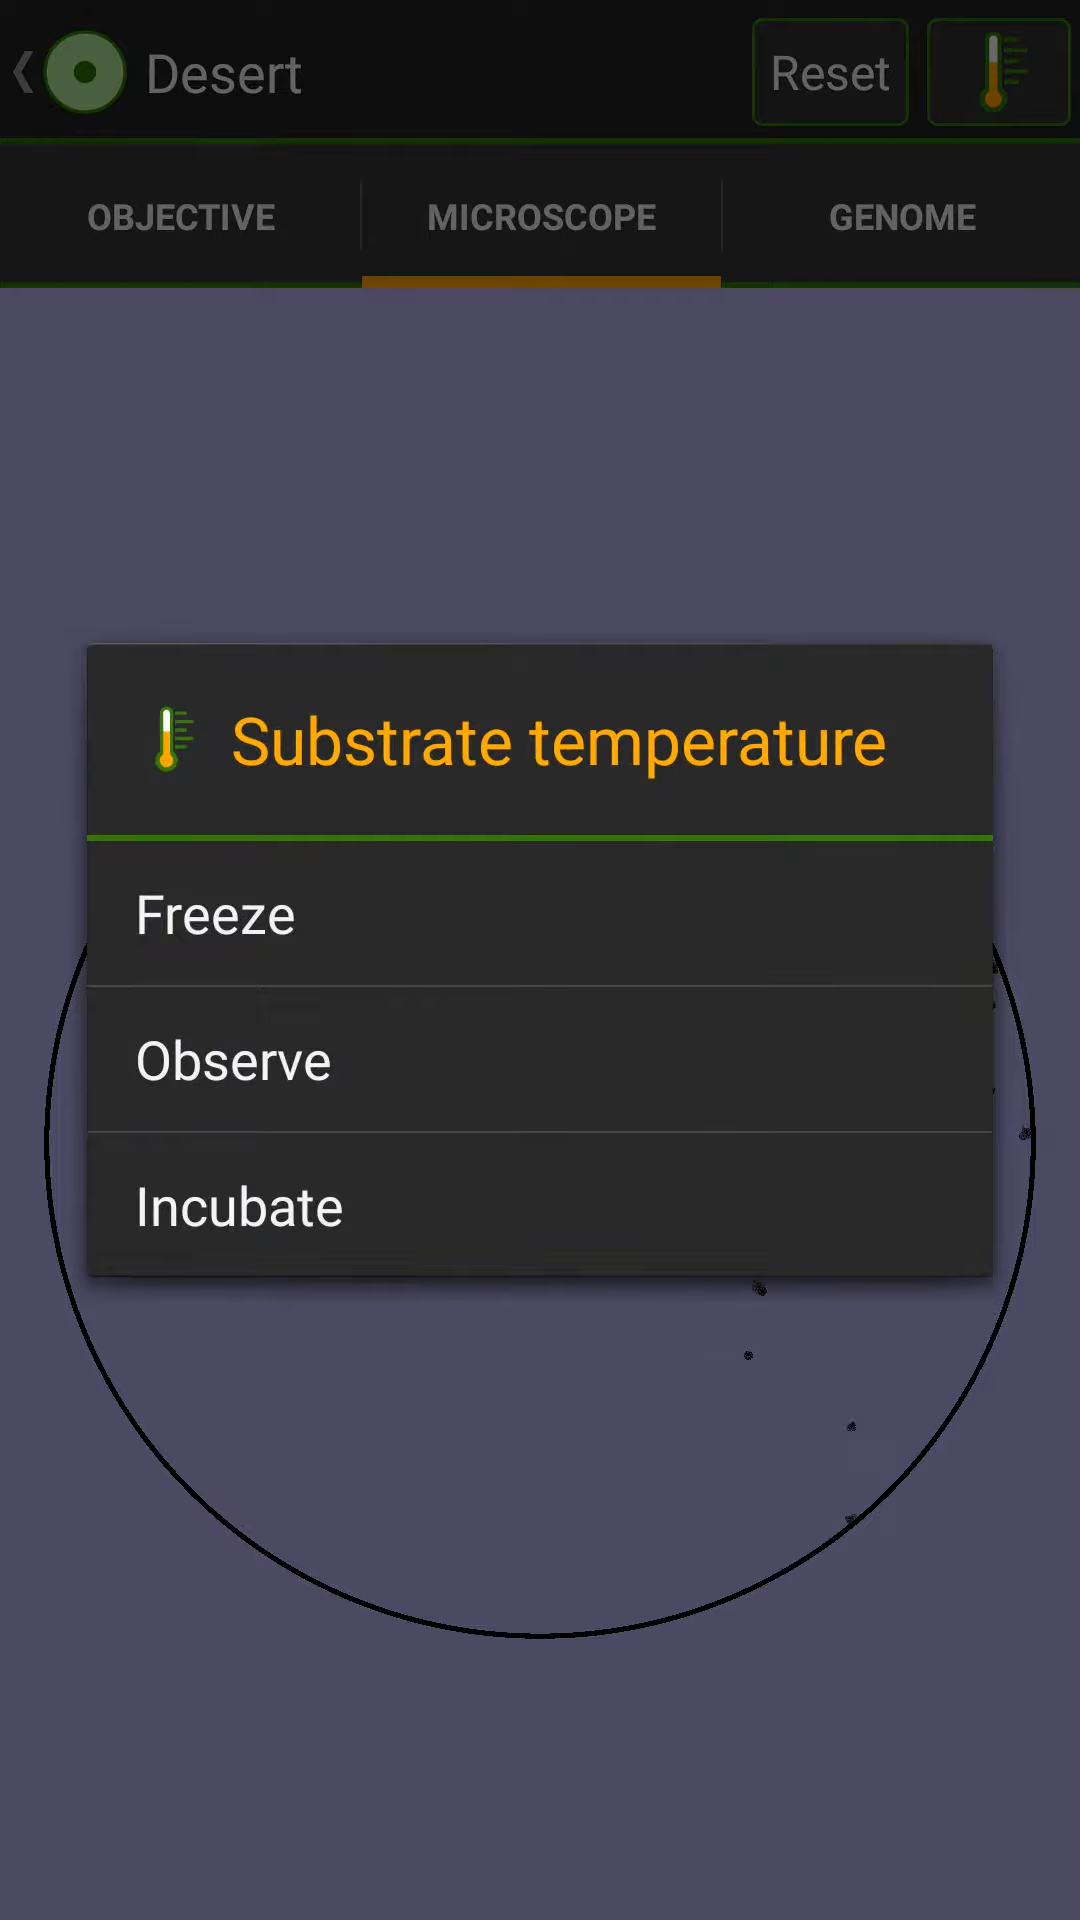 Desert
Reset
OBJECTIVE
MICROSCOPE
GENOME
Substrate temperature
Freeze
Observe
Incubate